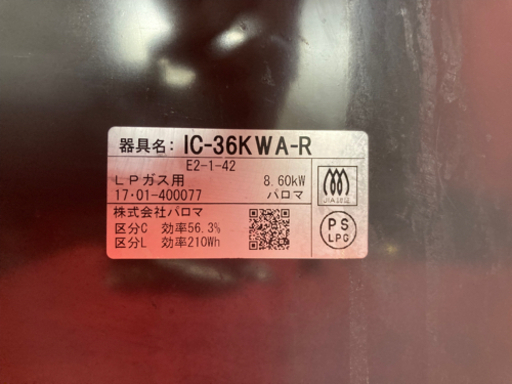 器具名: IC-36KWA-R
E2-1-42
LPガス用 8.60kW
17·01-400077 パロマ
株式会社パロマ
区分C 効率56.3%
区分L 効率210Wh
PS
LPG